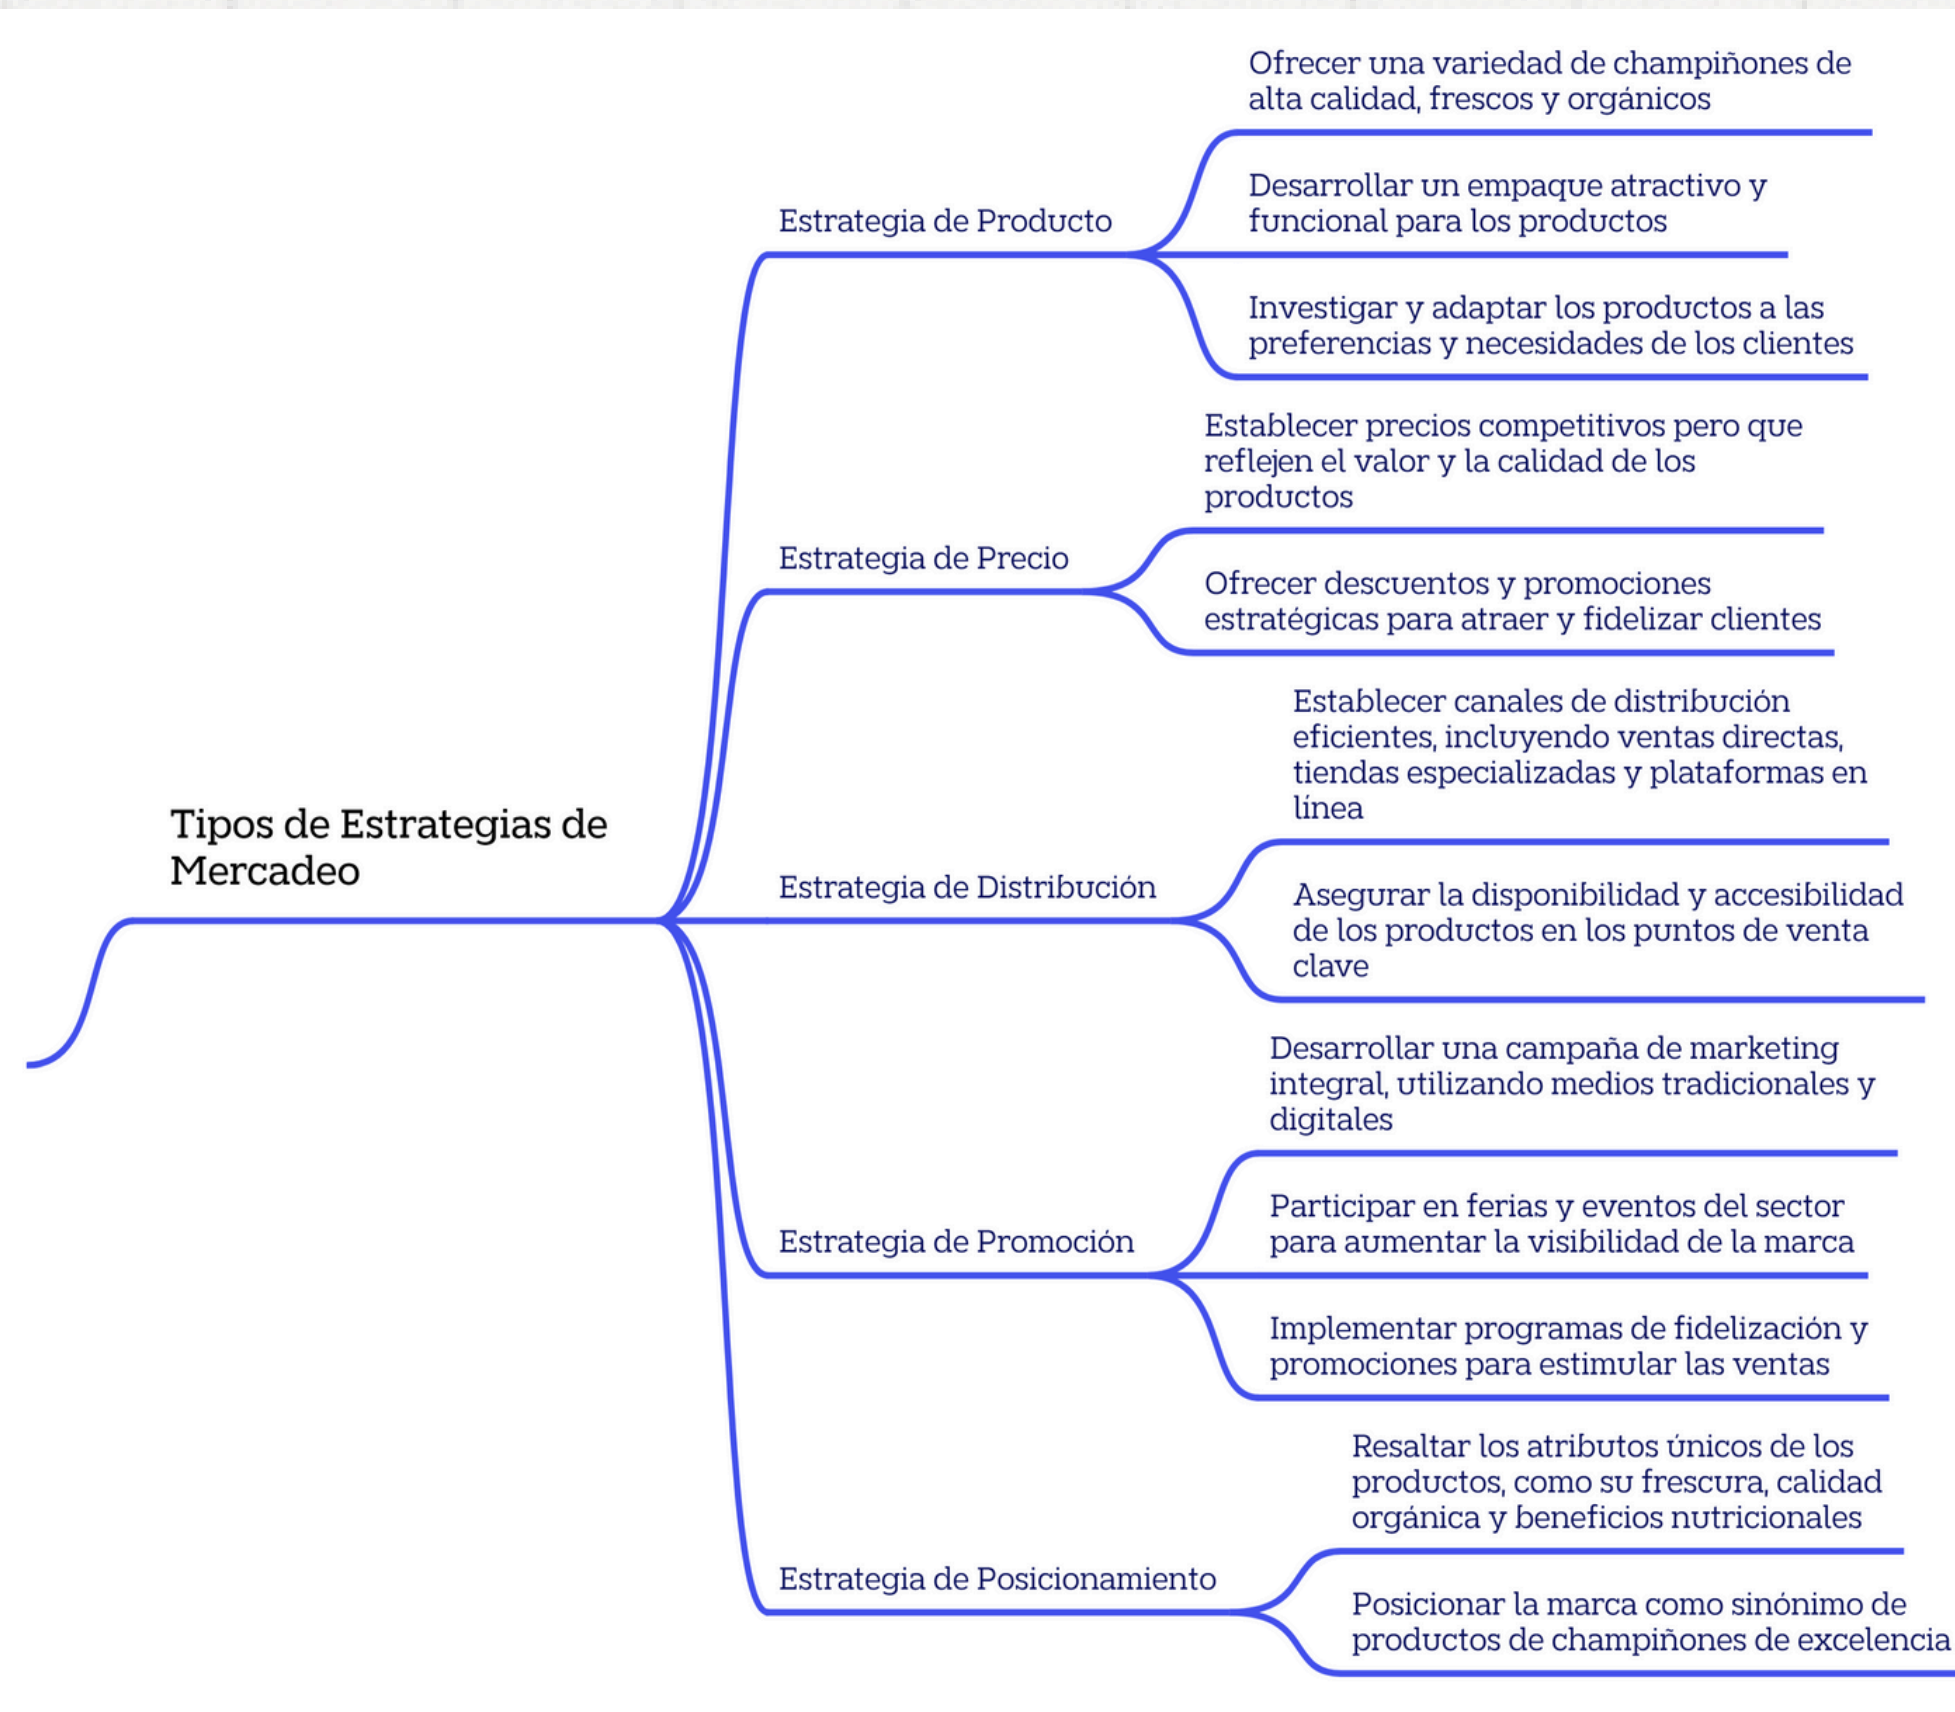 Ofrecer una variedad de champiñones de
alta calidad, frescos y orgánicos
Desarrollar un empaque atractivo y
funcional para los productos
Estrategia de Producto
Investigar y adaptar los productos a las
preferencias y necesidades de los clientes
Establecer precios competitivos pero que
reflejen el valor y la calidad de los
productos
Estrategia de Precio
Ofrecer descuentos y promociones
estratégicas para atraer y fidelizar clientes
Establecer canales de distribución
eficientes, incluyendo ventas directas,
tiendas especializadas y plataformas en
línea
Tipos de Estrategias de
Mercadeo
Estrategia de Distribución
Asegurar la disponibilidad y accesibilidad
de los productos en los puntos de venta
clave
Desarrollar una campaña de marketing
integral, utilizando medios tradicionales y
digitales
Participar en ferias y eventos del sector
para aumentar la visibilidad de la marca
Estrategia de Promoción
Implementar programas de fidelización y
promociones para estimular las ventas
Resaltar los atributos únicos de los
productos, como su frescura, calidad
orgánica y beneficios nutricionales
Estrategia de Posicionamiento
Posicionar la marca como sinónimo de
productos de champiñones de excelencia